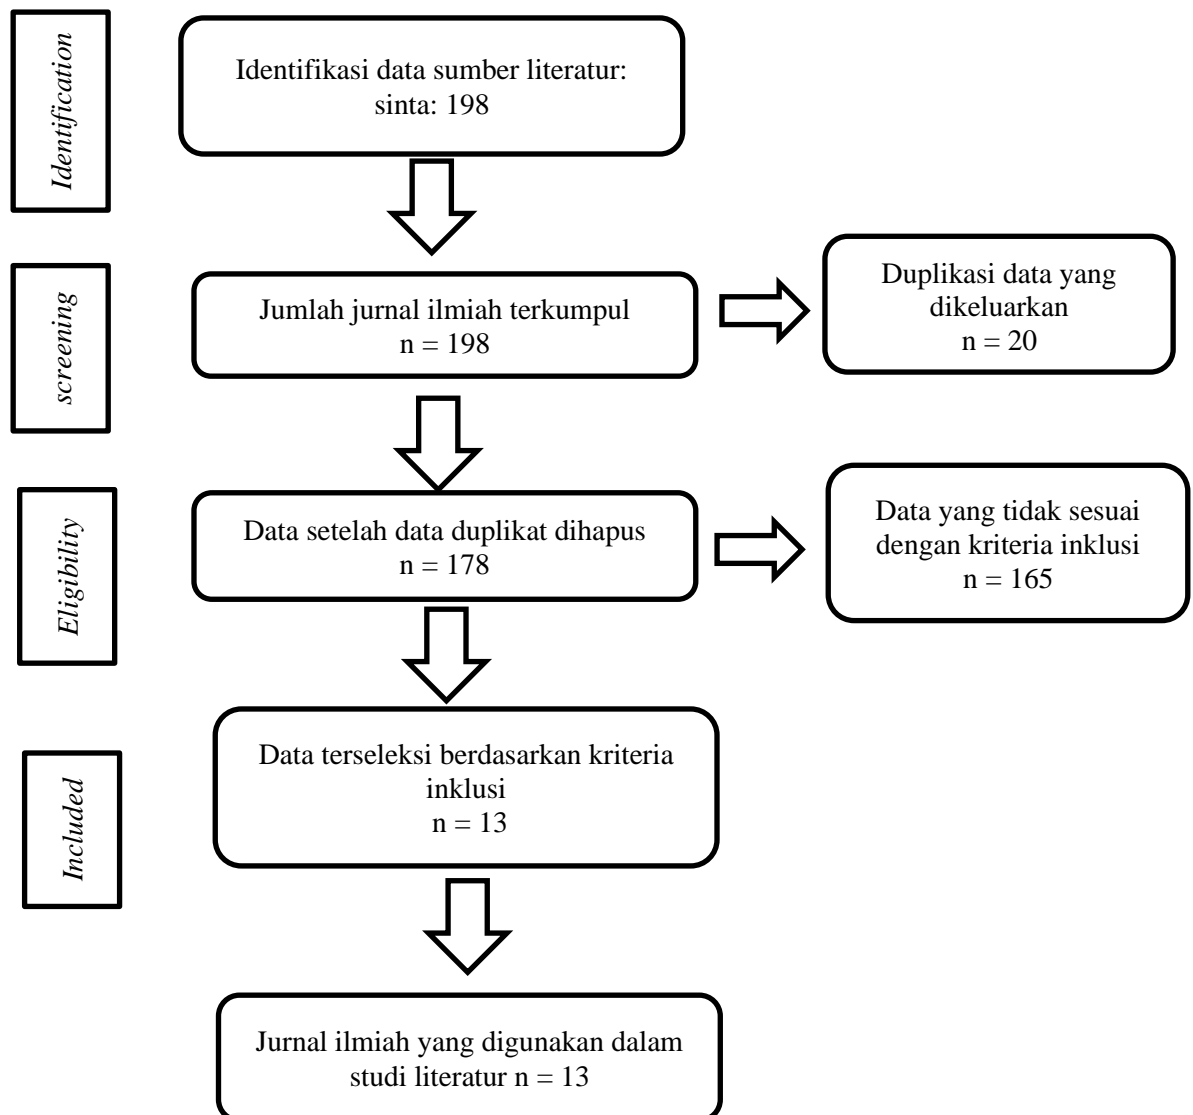 Identification
Identifikasi data sumber literatur:
sinta: 198
screening
Jumlah jurnal ilmiah terkumpul
n = 198
Duplikasi data yang
dikeluarkan
n = 20
Eligibility
Data setelah data duplikat dihapus
n = 178
Data yang tidak sesuai
dengan kriteria inklusi
n = 165
Included
Data terseleksi berdasarkan kriteria
inklusi
n = 13
Jurnal ilmiah yang digunakan dalam
studi literatur n = 13